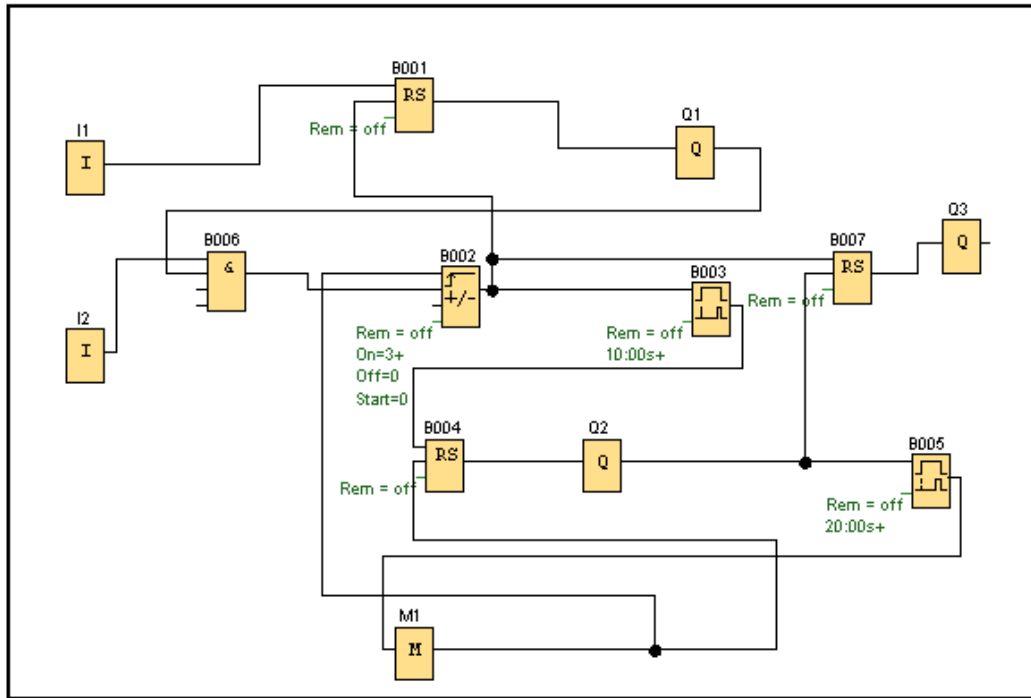 B001
RS
Rem = off
I1
I
Q1
Q
B006
&
B002
+/-
Rem = off
On=3+
Off=0
Start=0
B003
Rem = off
10:00s+
B007
RS
Rem = off
Q3
Q
I2
I
B004
RS
Rem = off
Q2
Q
B005
Rem = off
20:00s+
M1
M